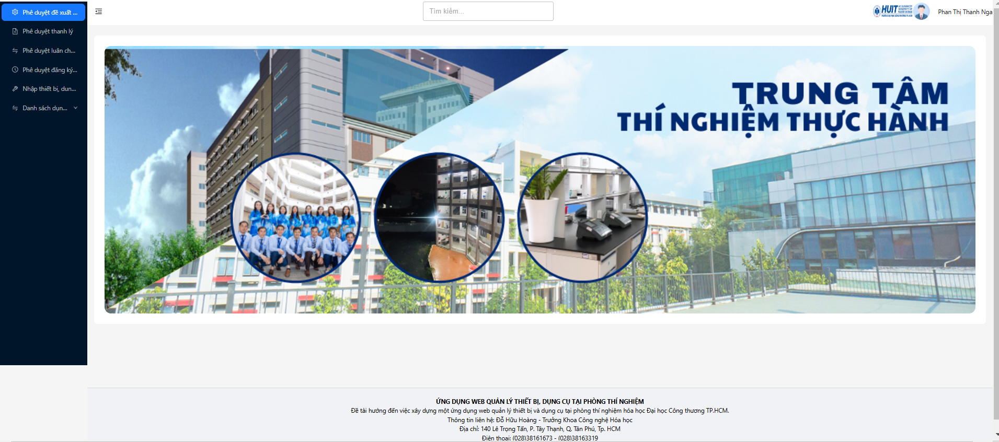 Phê duyệt đề xuất ...
Phê duyệt thanh lý
Phê duyệt luân ch...
Phê duyệt đăng ký...
Nhập thiết bị, dun...
Danh sách dụn...
Tìm kiếm...
HUIT
Phan Thị Thanh Nga
TRUNG TÂM
THÍ NGHIỆM THỰC HÀNH
ỨNG DỤNG WEB QUẢN LÝ THIẾT BỊ, DỤNG CỤ TẠI PHÒNG THÍ NGHIỆM
Đề tài hướng đến việc xây dựng một ứng dụng web quản lý thiết bị và dụng cụ tại phòng thí nghiệm hóa học Đại học Công thương TP.HCM.
Thông tin liên hệ: Đỗ Hữu Hoàng - Trưởng Khoa Công nghệ Hóa học
Địa chỉ: 140 Lê Trọng Tấn, P. Tây Thạnh, Q. Tân Phú, Tp. HCM
Điện thoại: (028)38161673 - (028)38163319